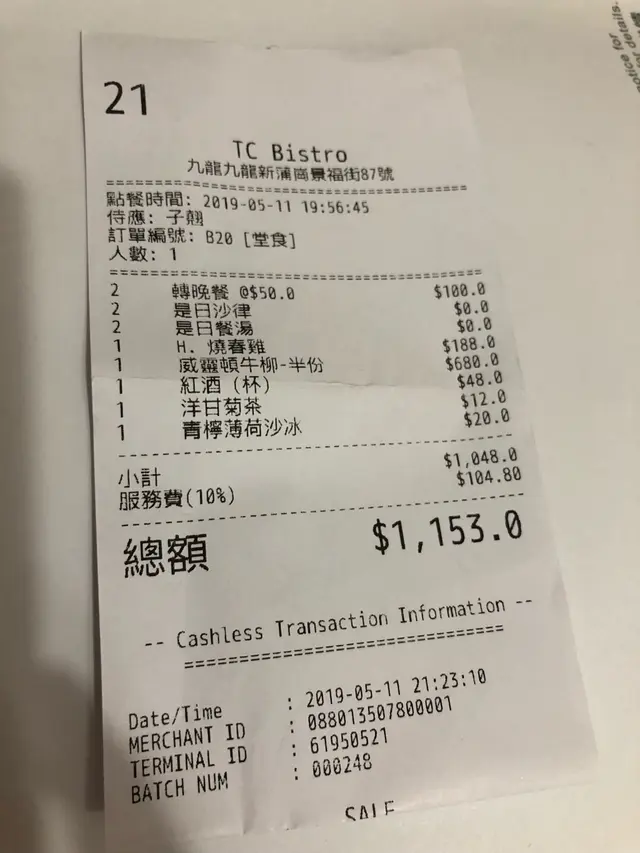 21
TC Bistro
九龍九龍新蒲崗景福街87號
點餐時間: 2019-05-11 19:56:45
侍應: 子翹
訂單編號: B20 [堂食]
人數: 1
2 轉晚餐 @$50.0 $100.0
2 是日沙律 $0.0
2 是日餐湯 $0.0
1 H. 燒春雞 $188.0
1 威靈頓牛柳-半份 $680.0
1 紅酒 (杯) $48.0
1 洋甘菊茶 $12.0
1 青檸薄荷沙冰 $20.0
小計 $1,048.0
服務費(10%) $104.80
總額 $1,153.0
-- Cashless Transaction Information --
Date/Time : 2019-05-11 21:23:10
MERCHANT ID : 088013507800001
TERMINAL ID : 61950521
BATCH NUM : 000248
SALE
notice for
for details.